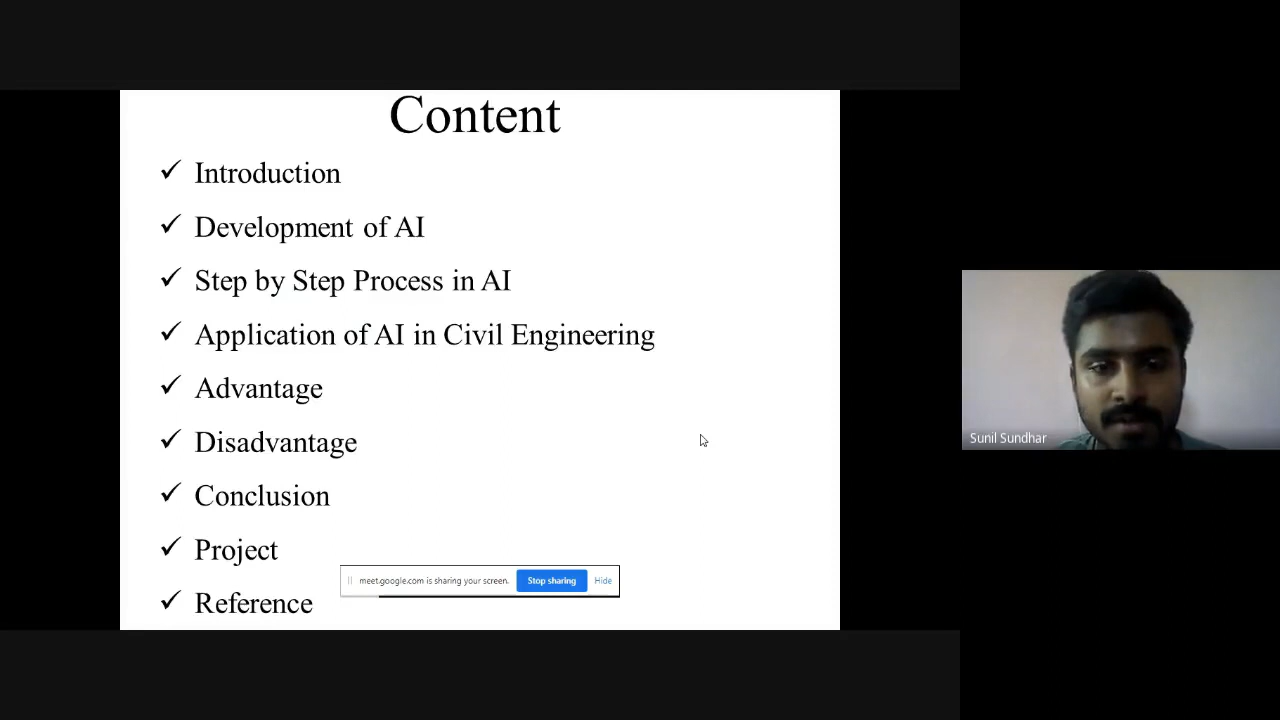 Content
✓ Introduction
✓ Development of AI
✓ Step by Step Process in AI
✓ Application of AI in Civil Engineering
✓ Advantage
✓ Disadvantage
✓ Conclusion
✓ Project
✓ Reference
meet.google.com is sharing your screen. Stop sharing Hide
Sunil Sundhar